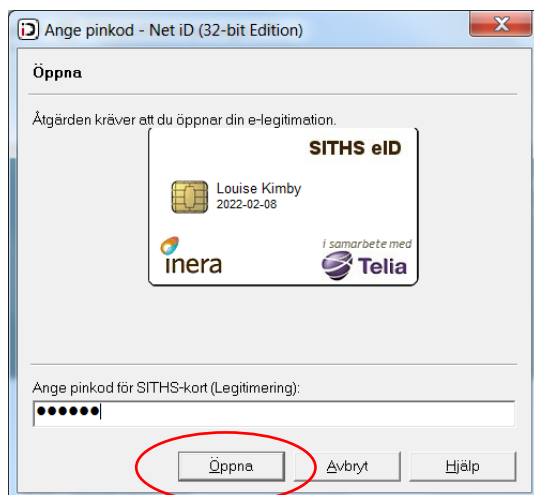 Ange pinkod - Net iD (32-bit Edition)
Öppna
Åtgärden kräver att du öppnar din e-legitimation.
SITHS eID
Louise Kimby
2022-02-08
i samarbete med
inera
Telia
Ange pinkod för SITHS-kort (Legitimering):
●●●●●●
Öppna Avbryt Hjälp